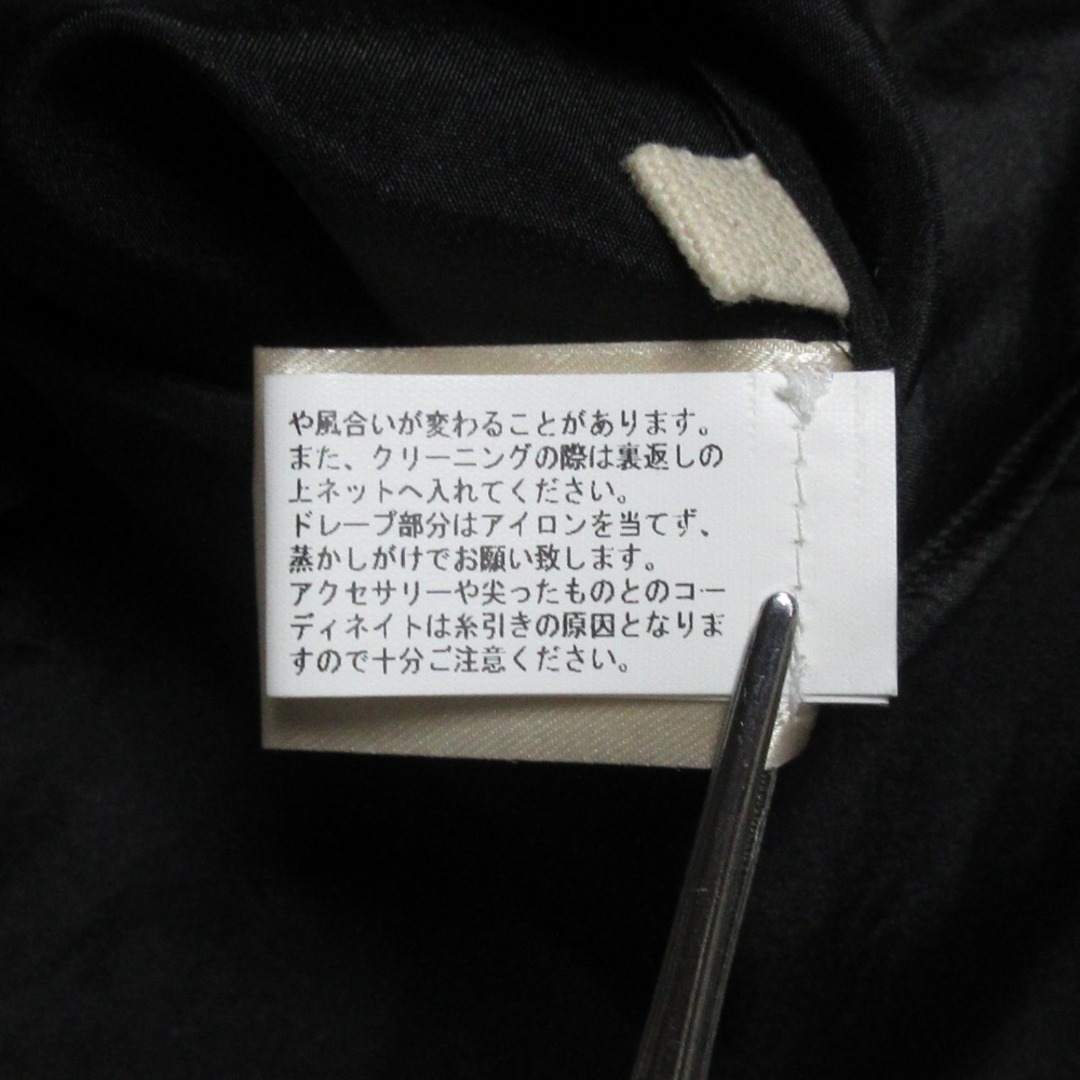 や風合いが変わることがあります。
また、クリーニングの際は裏返しの
上ネットへ入れてください。
ドレープ部分はアイロンを当てず、
蒸かしがけでお願い致します。
アクセサリーや尖ったものとのコー
ディネイトは糸引きの原因となりま
すので十分ご注意ください。